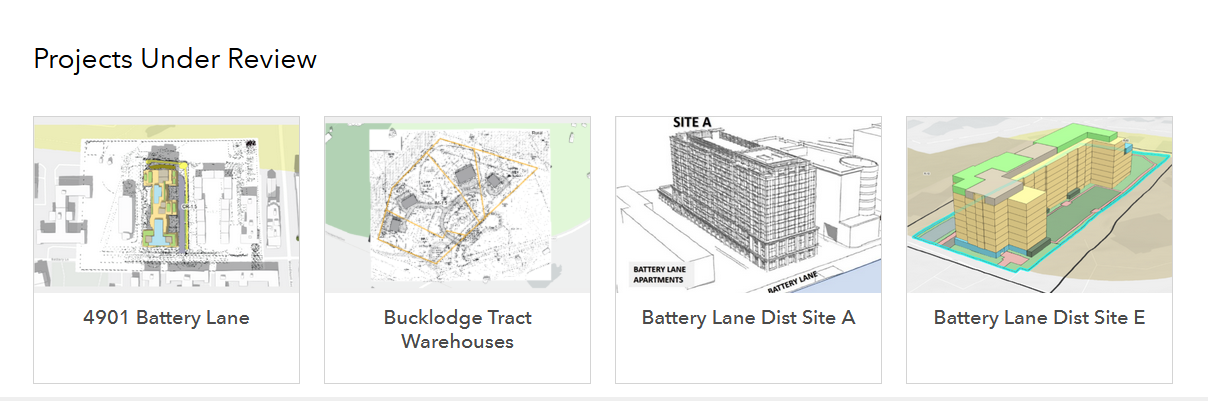 Projects Under Review
SITE A
BATTERY LANE
APARTMENTS
BATTERY LANE
4901 Battery Lane
Bucklodge Tract
Warehouses
Battery Lane Dist Site A
Battery Lane Dist Site E